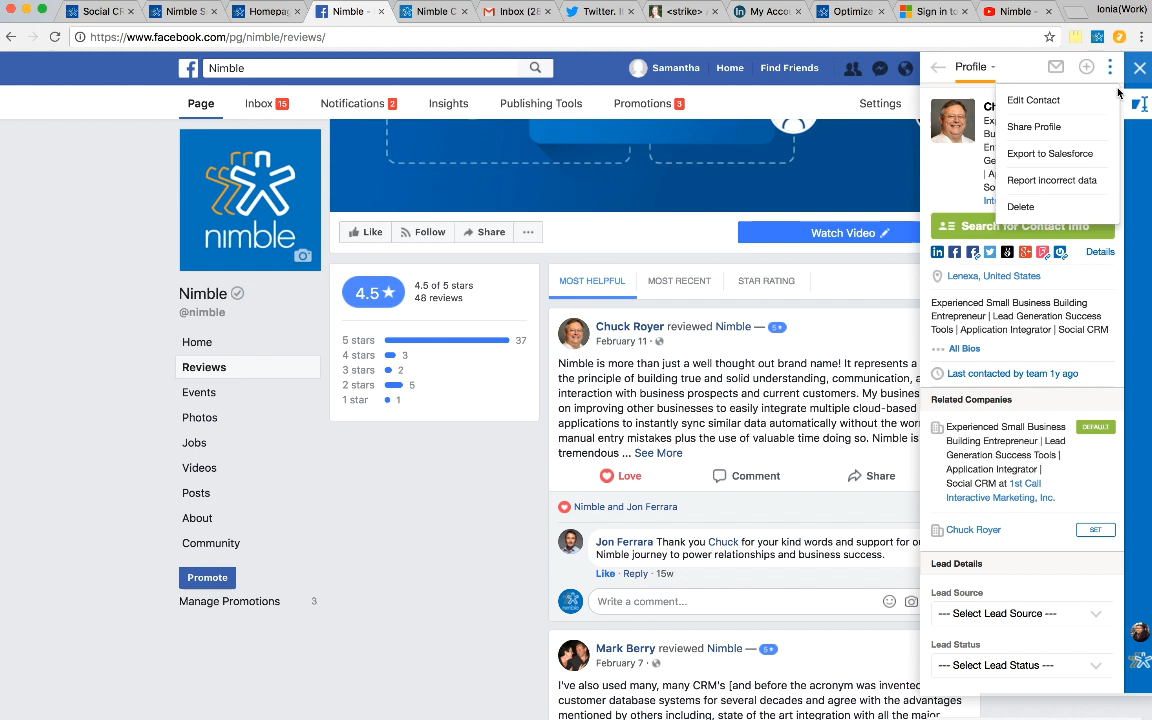 Social CR
Nimble S
Homepag
Nimble -
Nimble C
Inbox (28
Twitter. I
<strike>
My Accou
Optimize
Sign in to
Nimble -
Ionia(Work)
https://www.facebook.com/pg/nimble/reviews/
Nimble
Samantha Home Find Friends
Page Inbox 15 Notifications 2 Insights Publishing Tools Promotions 3 Settings
nimble
Nimble
@nimble
Home
Reviews
Events
Photos
Jobs
Videos
Posts
About
Community
Promote
Manage Promotions 3
Like Follow Share ...
Watch Video
4.5★
4.5 of 5 stars
48 reviews
5 stars 37
4 stars 3
3 stars 2
2 stars 5
1 star 1
MOST HELPFUL MOST RECENT STAR RATING
Chuck Royer reviewed Nimble — 5★
February 11 ·
Nimble is more than just a well thought out brand name! It represents a
the principle of building true and solid understanding, communication, a
interaction with business prospects and current customers. My busines
on improving other businesses to easily integrate multiple cloud-based
applications to instantly sync similar data automatically without the wor
manual entry mistakes plus the use of valuable time doing so. Nimble is
tremendous ... See More
Love Comment Share
Nimble and Jon Ferrara
Jon Ferrara Thank you Chuck for your kind words and support for ou
Nimble journey to power relationships and business success.
Like · Reply · 15w
Write a comment...
Mark Berry reviewed Nimble — 5★
February 7 ·
I've also used many, many CRM's [and before the acronym was invented
customer database systems for several decades and agree with the advantages
mentioned by others including, state of the art integration with all the major
Profile
Edit Contact
Share Profile
Export to Salesforce
Report incorrect data
Delete
Ch
Exp
Bu
En
Ge
| Ap
So
Inte
Search for Contact Info
Details
Lenexa, United States
Experienced Small Business Building
Entrepreneur | Lead Generation Success
Tools | Application Integrator | Social CRM
All Bios
Last contacted by team 1y ago
Related Companies
Experienced Small Business
Building Entrepreneur | Lead
Generation Success Tools |
Application Integrator |
Social CRM at 1st Call
Interactive Marketing, Inc.
DEFAULT
Chuck Royer SET
Lead Details
Lead Source
--- Select Lead Source ---
Lead Status
--- Select Lead Status ---